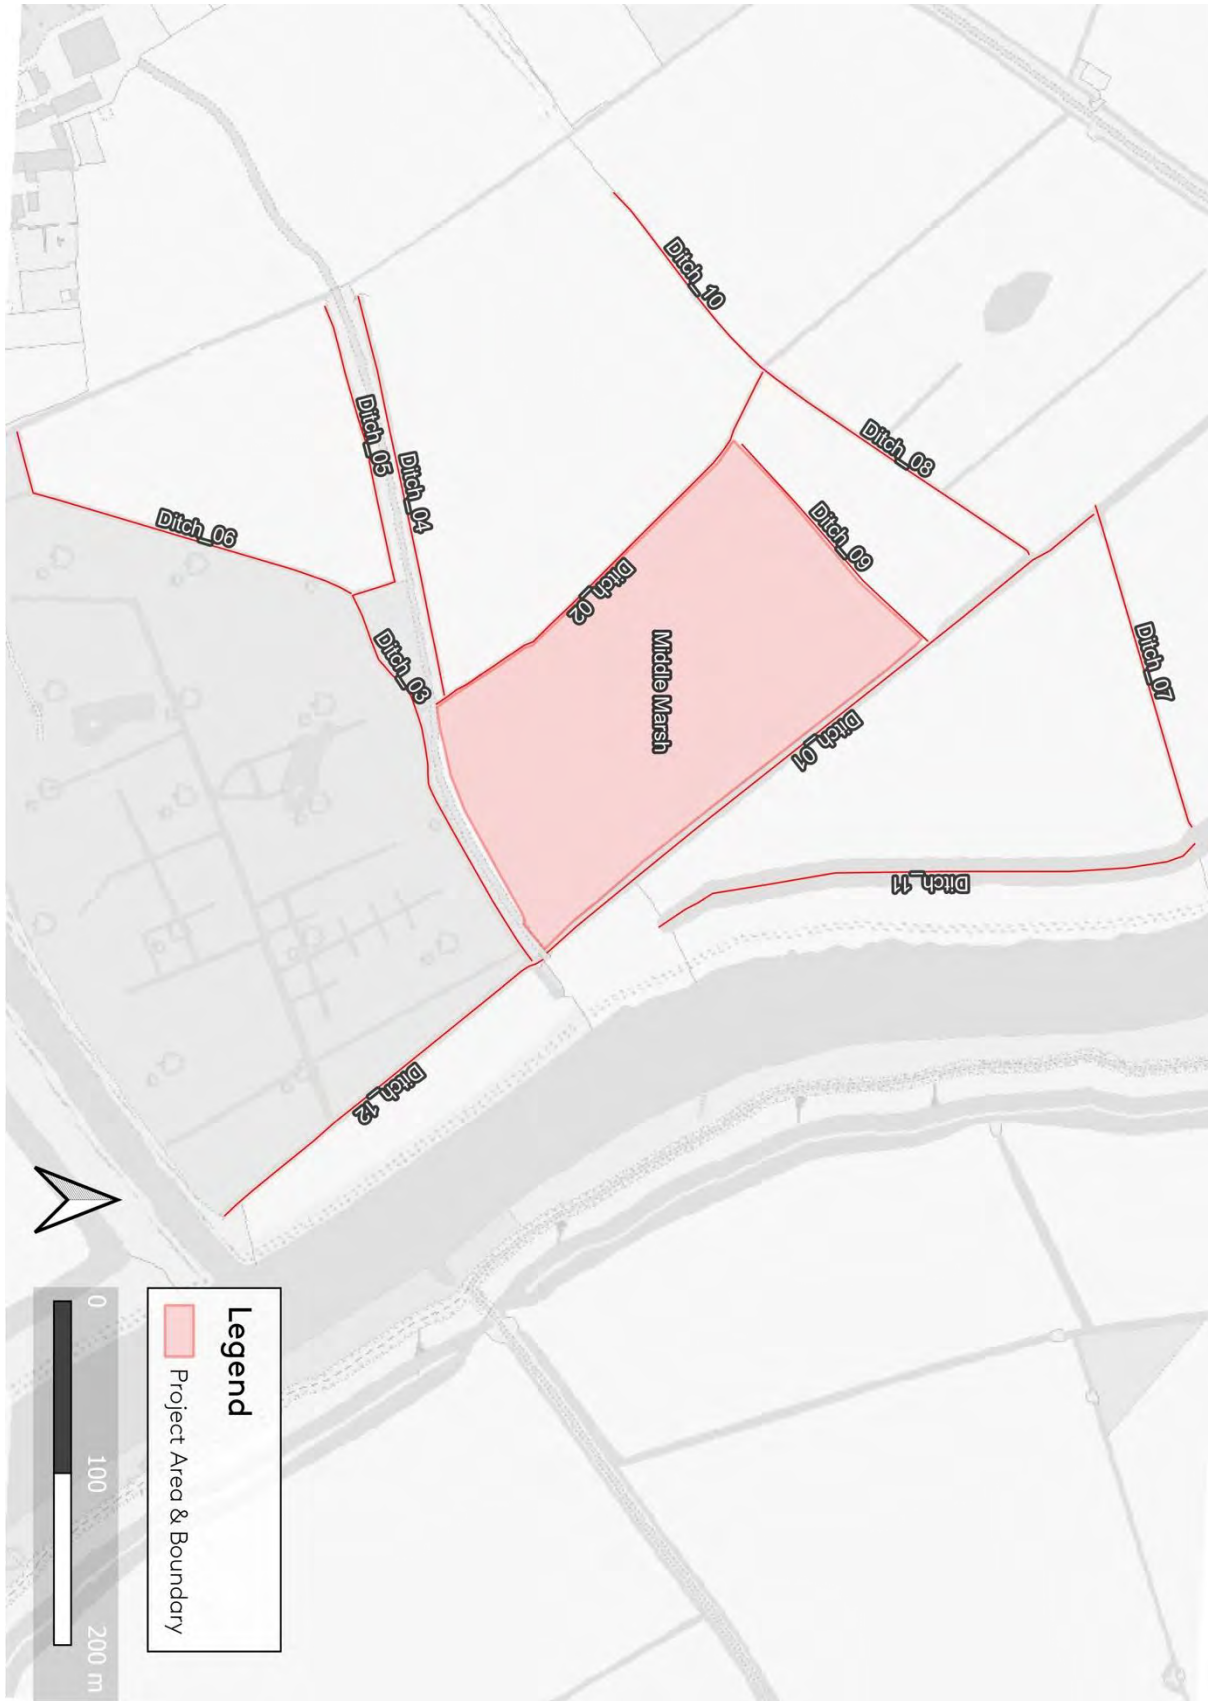 Ditch_10
Ditch_08
Ditch_05
Ditch_04
Ditch_09
Ditch_06
Ditch_02
Ditch_07
Ditch_03
Middle Marsh
Ditch_01
Ditch_11
Ditch_12
Legend
Project Area & Boundary
0
100
200 m